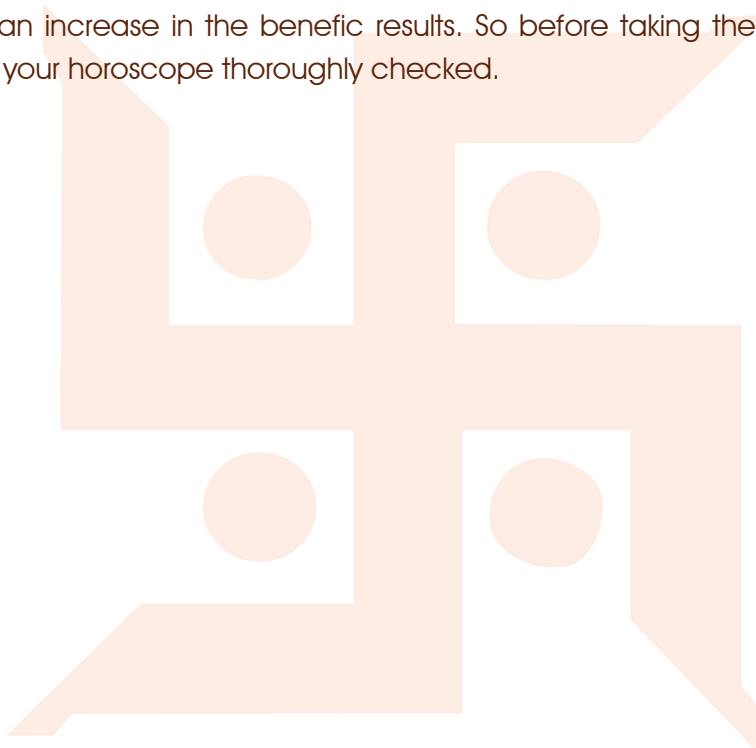 an increase in the benefic results. So before taking the
your horoscope thoroughly checked.